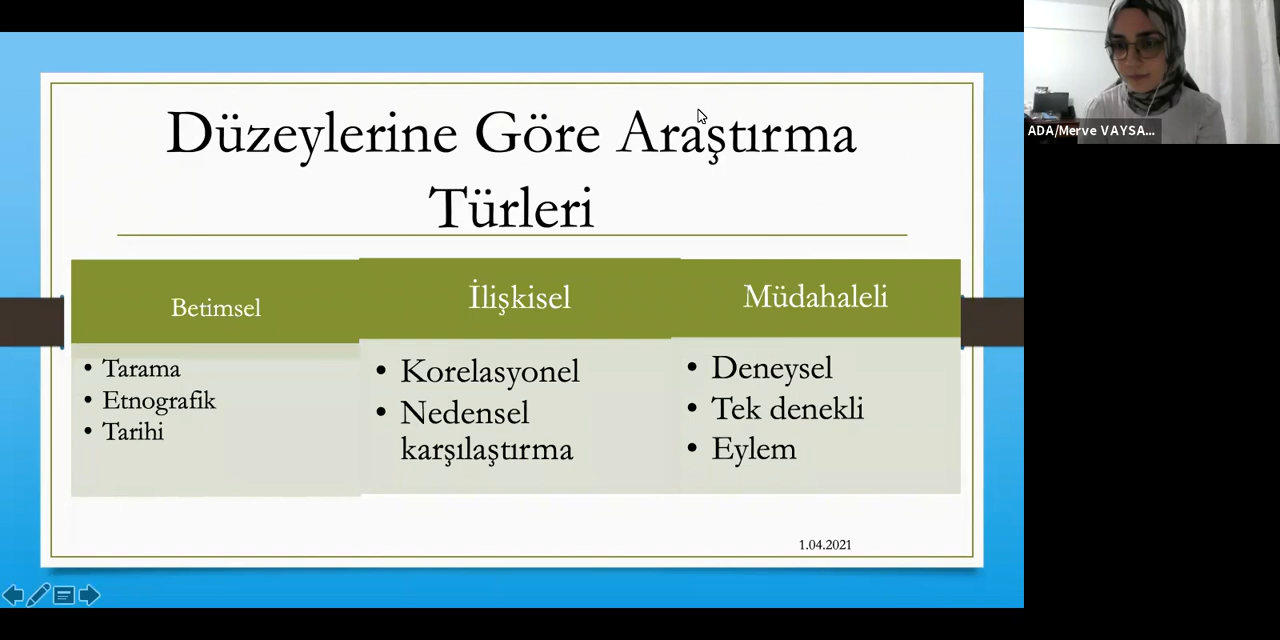 Düzeylerine Göre Araştırma
Türleri
Betimsel
• Tarama
• Etnografik
• Tarihi
İlişkisel
• Korelasyonel
• Nedensel
karşılaştırma
Müdahaleli
• Deneysel
• Tek denekli
• Eylem
1.04.2021
ADA/Merve VAYSA...